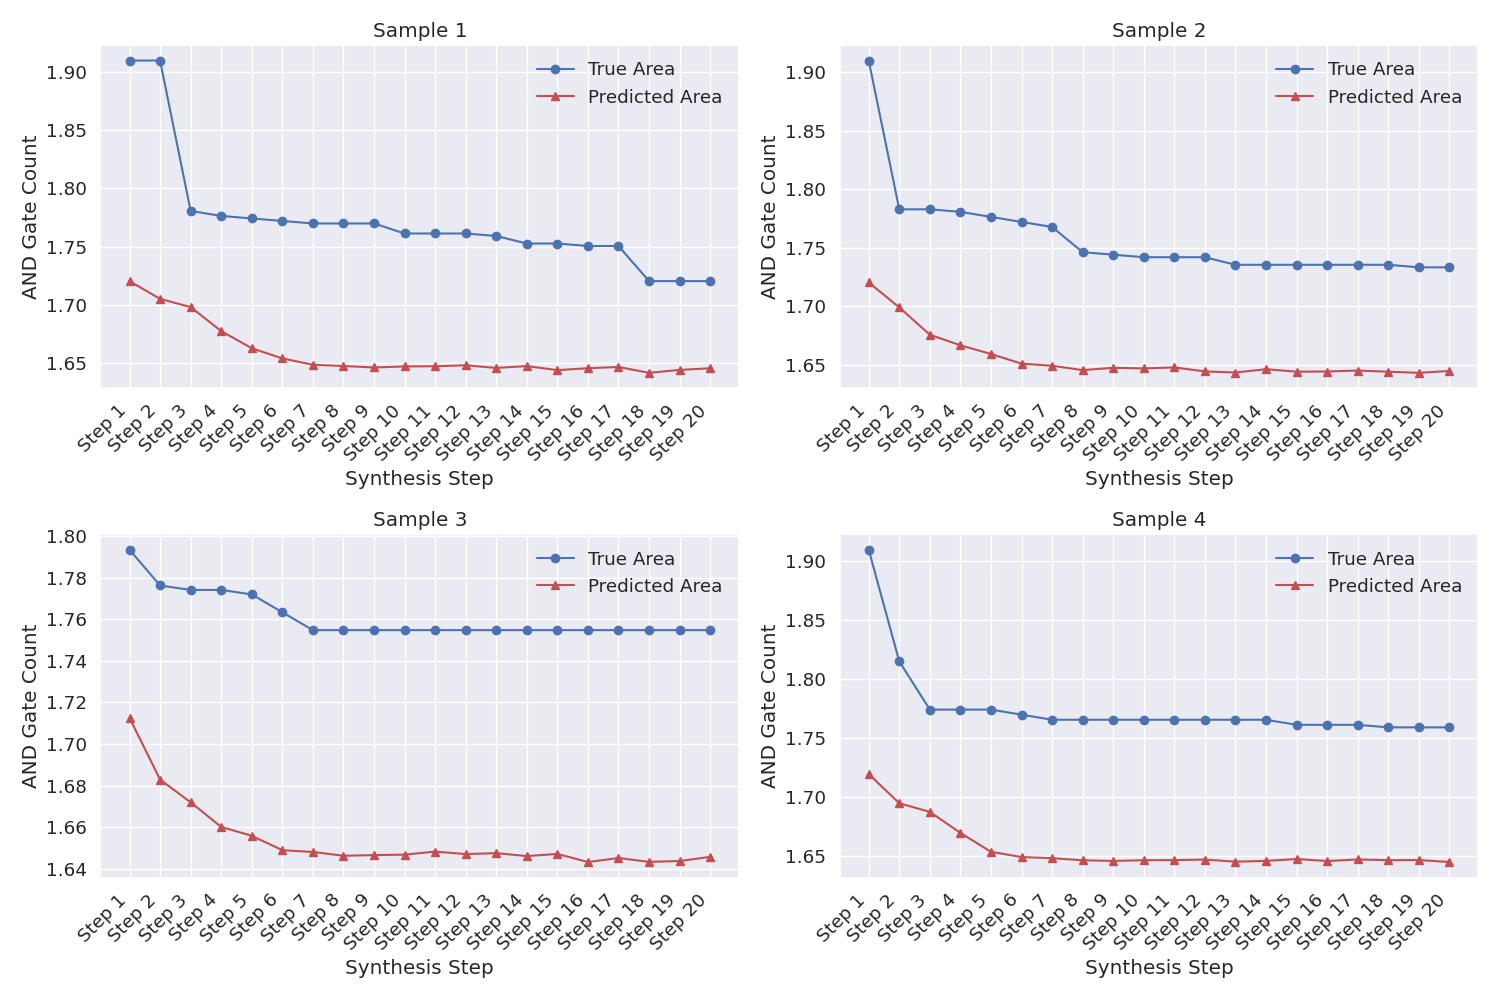 Sample 1
True Area
Predicted Area
AND Gate Count
1.90
1.85
1.80
1.75
1.70
1.65
Step 1
Step 2
Step 3
Step 4
Step 5
Step 6
Step 7
Step 8
Step 9
Step 10
Step 11
Step 12
Step 13
Step 14
Step 15
Step 16
Step 17
Step 18
Step 19
Step 20
Synthesis Step
Sample 2
True Area
Predicted Area
AND Gate Count
1.90
1.85
1.80
1.75
1.70
1.65
Step 1
Step 2
Step 3
Step 4
Step 5
Step 6
Step 7
Step 8
Step 9
Step 10
Step 11
Step 12
Step 13
Step 14
Step 15
Step 16
Step 17
Step 18
Step 19
Step 20
Synthesis Step
Sample 3
True Area
Predicted Area
AND Gate Count
1.80
1.78
1.76
1.74
1.72
1.70
1.68
1.66
1.64
Step 1
Step 2
Step 3
Step 4
Step 5
Step 6
Step 7
Step 8
Step 9
Step 10
Step 11
Step 12
Step 13
Step 14
Step 15
Step 16
Step 17
Step 18
Step 19
Step 20
Synthesis Step
Sample 4
True Area
Predicted Area
AND Gate Count
1.90
1.85
1.80
1.75
1.70
1.65
Step 1
Step 2
Step 3
Step 4
Step 5
Step 6
Step 7
Step 8
Step 9
Step 10
Step 11
Step 12
Step 13
Step 14
Step 15
Step 16
Step 17
Step 18
Step 19
Step 20
Synthesis Step